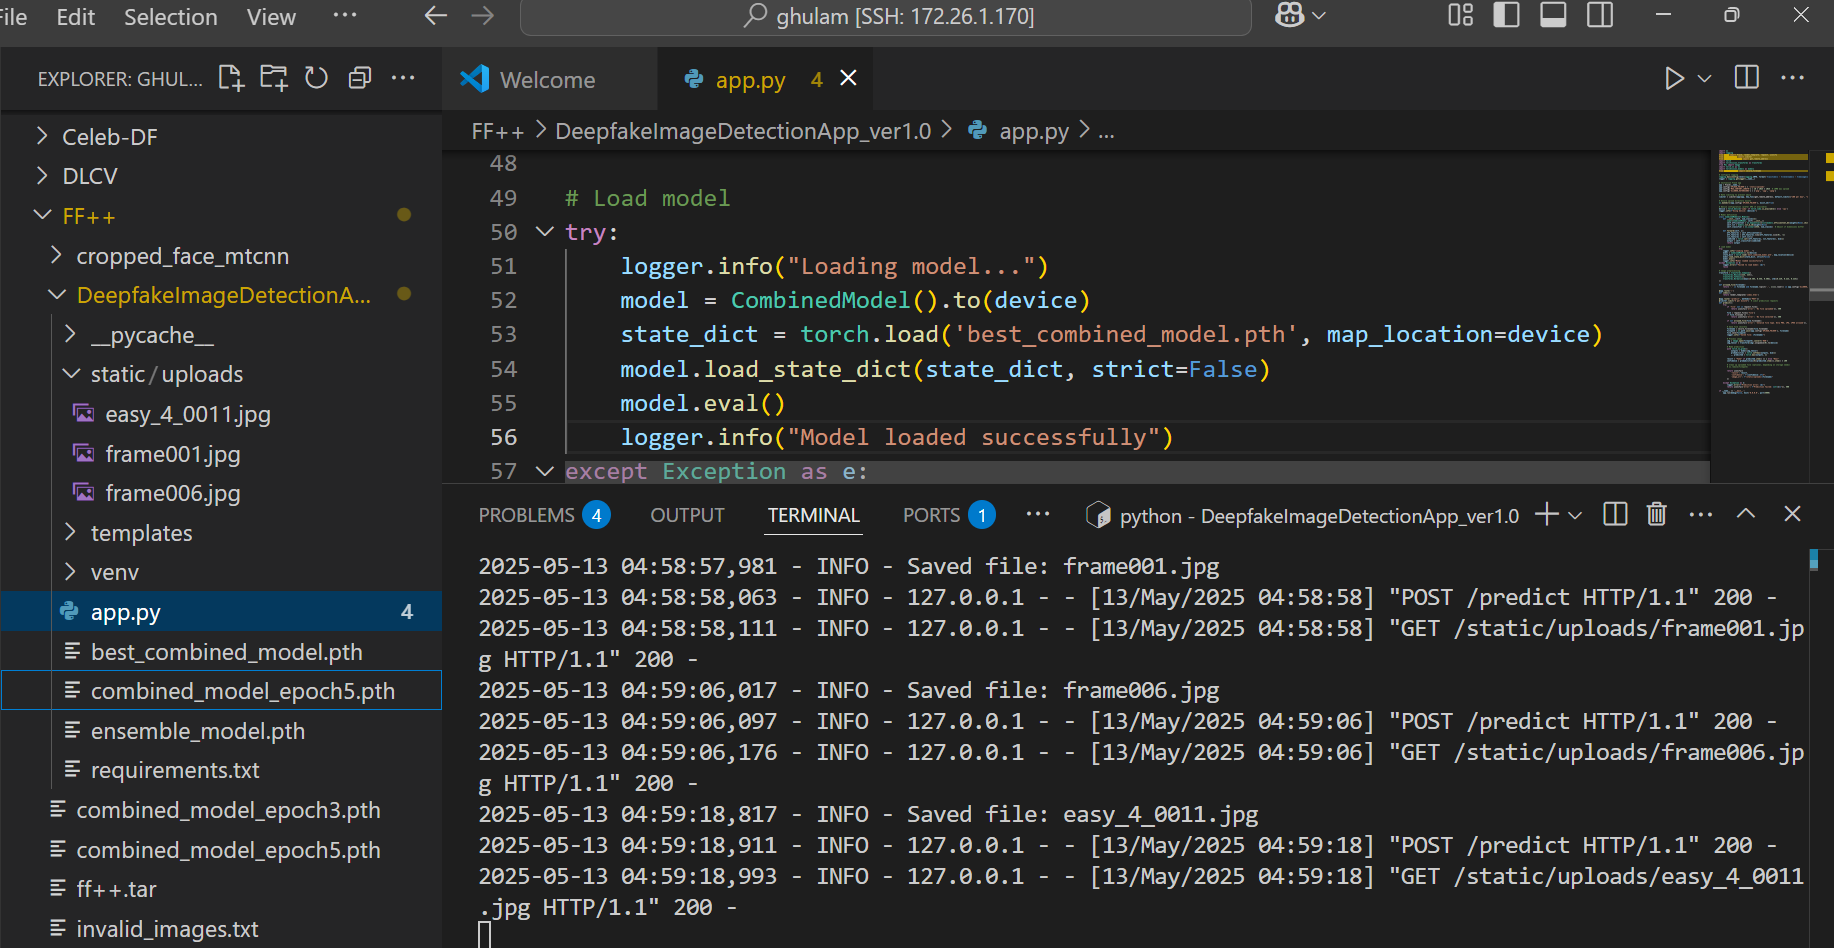 File Edit Selection View ...
ghulam [SSH: 172.26.1.170]
EXPLORER: GHUL...
Celeb-DF
DLCV
FF++
cropped_face_mtcnn
DeepfakeImageDetectionA...
__pycache__
static/uploads
easy_4_0011.jpg
frame001.jpg
frame006.jpg
templates
venv
app.py 4
best_combined_model.pth
combined_model_epoch5.pth
ensemble_model.pth
requirements.txt
combined_model_epoch3.pth
combined_model_epoch5.pth
ff++.tar
invalid_images.txt
Welcome
app.py 4
FF++ > DeepfakeImageDetectionApp_ver1.0 > app.py > ...
48
49 # Load model
50 try:
51 logger.info("Loading model...")
52 model = CombinedModel().to(device)
53 state_dict = torch.load('best_combined_model.pth', map_location=device)
54 model.load_state_dict(state_dict, strict=False)
55 model.eval()
56 logger.info("Model loaded successfully")
57 except Exception as e:
PROBLEMS 4 OUTPUT TERMINAL PORTS 1 ... python - DeepfakeImageDetectionApp_ver1.0
2025-05-13 04:58:57,981 - INFO - Saved file: frame001.jpg
2025-05-13 04:58:58,063 - INFO - 127.0.0.1 - - [13/May/2025 04:58:58] "POST /predict HTTP/1.1" 200 -
2025-05-13 04:58:58,111 - INFO - 127.0.0.1 - - [13/May/2025 04:58:58] "GET /static/uploads/frame001.jp
g HTTP/1.1" 200 -
2025-05-13 04:59:06,017 - INFO - Saved file: frame006.jpg
2025-05-13 04:59:06,097 - INFO - 127.0.0.1 - - [13/May/2025 04:59:06] "POST /predict HTTP/1.1" 200 -
2025-05-13 04:59:06,176 - INFO - 127.0.0.1 - - [13/May/2025 04:59:06] "GET /static/uploads/frame006.jp
g HTTP/1.1" 200 -
2025-05-13 04:59:18,817 - INFO - Saved file: easy_4_0011.jpg
2025-05-13 04:59:18,911 - INFO - 127.0.0.1 - - [13/May/2025 04:59:18] "POST /predict HTTP/1.1" 200 -
2025-05-13 04:59:18,993 - INFO - 127.0.0.1 - - [13/May/2025 04:59:18] "GET /static/uploads/easy_4_0011
.jpg HTTP/1.1" 200 -